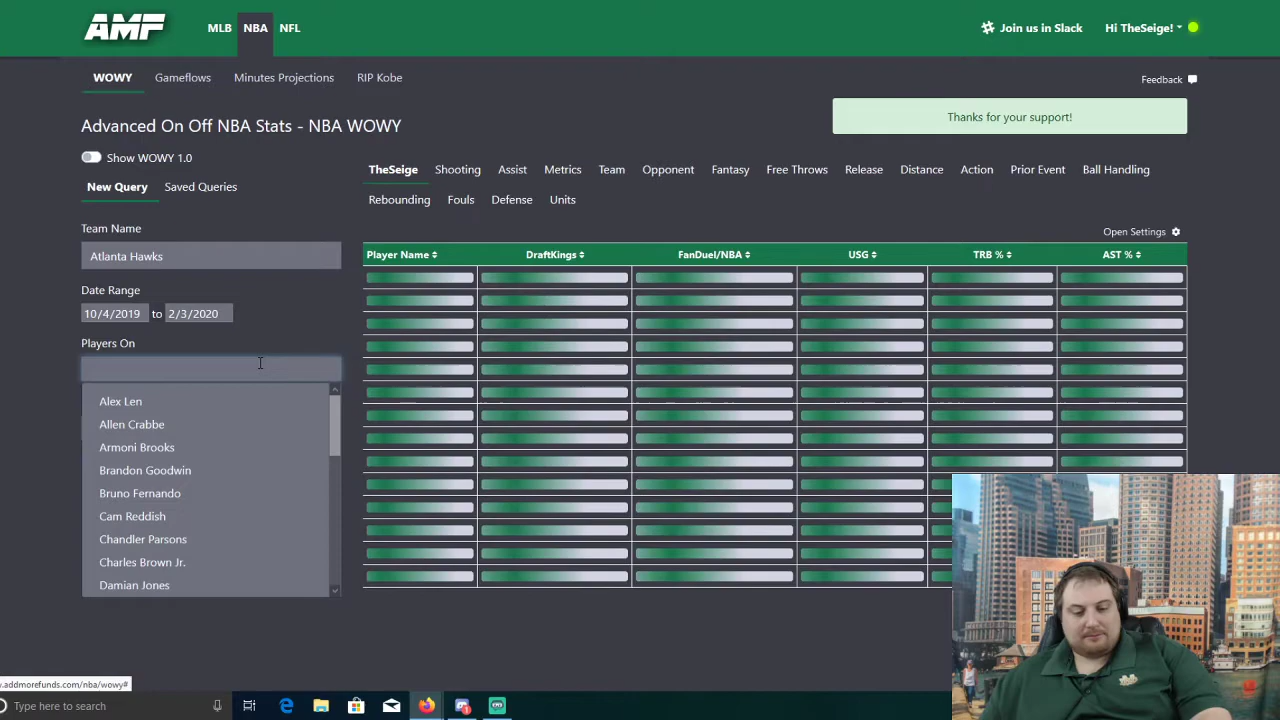 AMF
MLB NBA NFL
Join us in Slack
Hi TheSeige!
WOWY Gameflows Minutes Projections RIP Kobe
Feedback
Advanced On Off NBA Stats - NBA WOWY
Thanks for your support!
Show WOWY 1.0
New Query Saved Queries
TheSeige Shooting Assist Metrics Team Opponent Fantasy Free Throws Release Distance Action Prior Event Ball Handling
Rebounding Fouls Defense Units
Team Name
Atlanta Hawks
Open Settings
Player Name DraftKings FanDuel/NBA USG TRB % AST %
Date Range
10/4/2019 to 2/3/2020
Players On
Alex Len
Allen Crabbe
Armoni Brooks
Brandon Goodwin
Bruno Fernando
Cam Reddish
Chandler Parsons
Charles Brown Jr.
Damian Jones
.addmorefunds.com/nba/wowy#
Type here to search